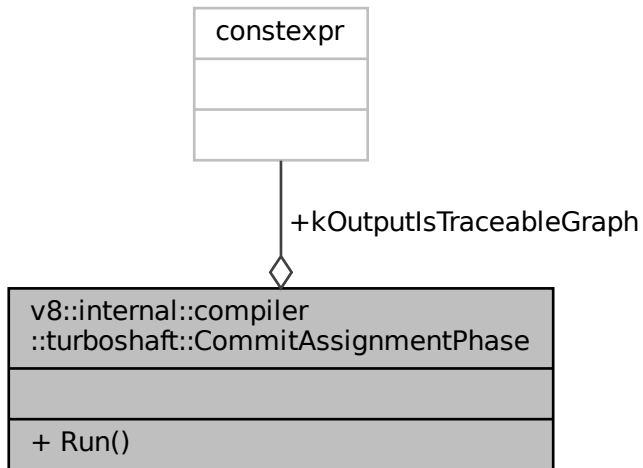 constexpr
+kOutputIsTraceableGraph
v8::internal::compiler
::turboshaft::CommitAssignmentPhase
+ Run()